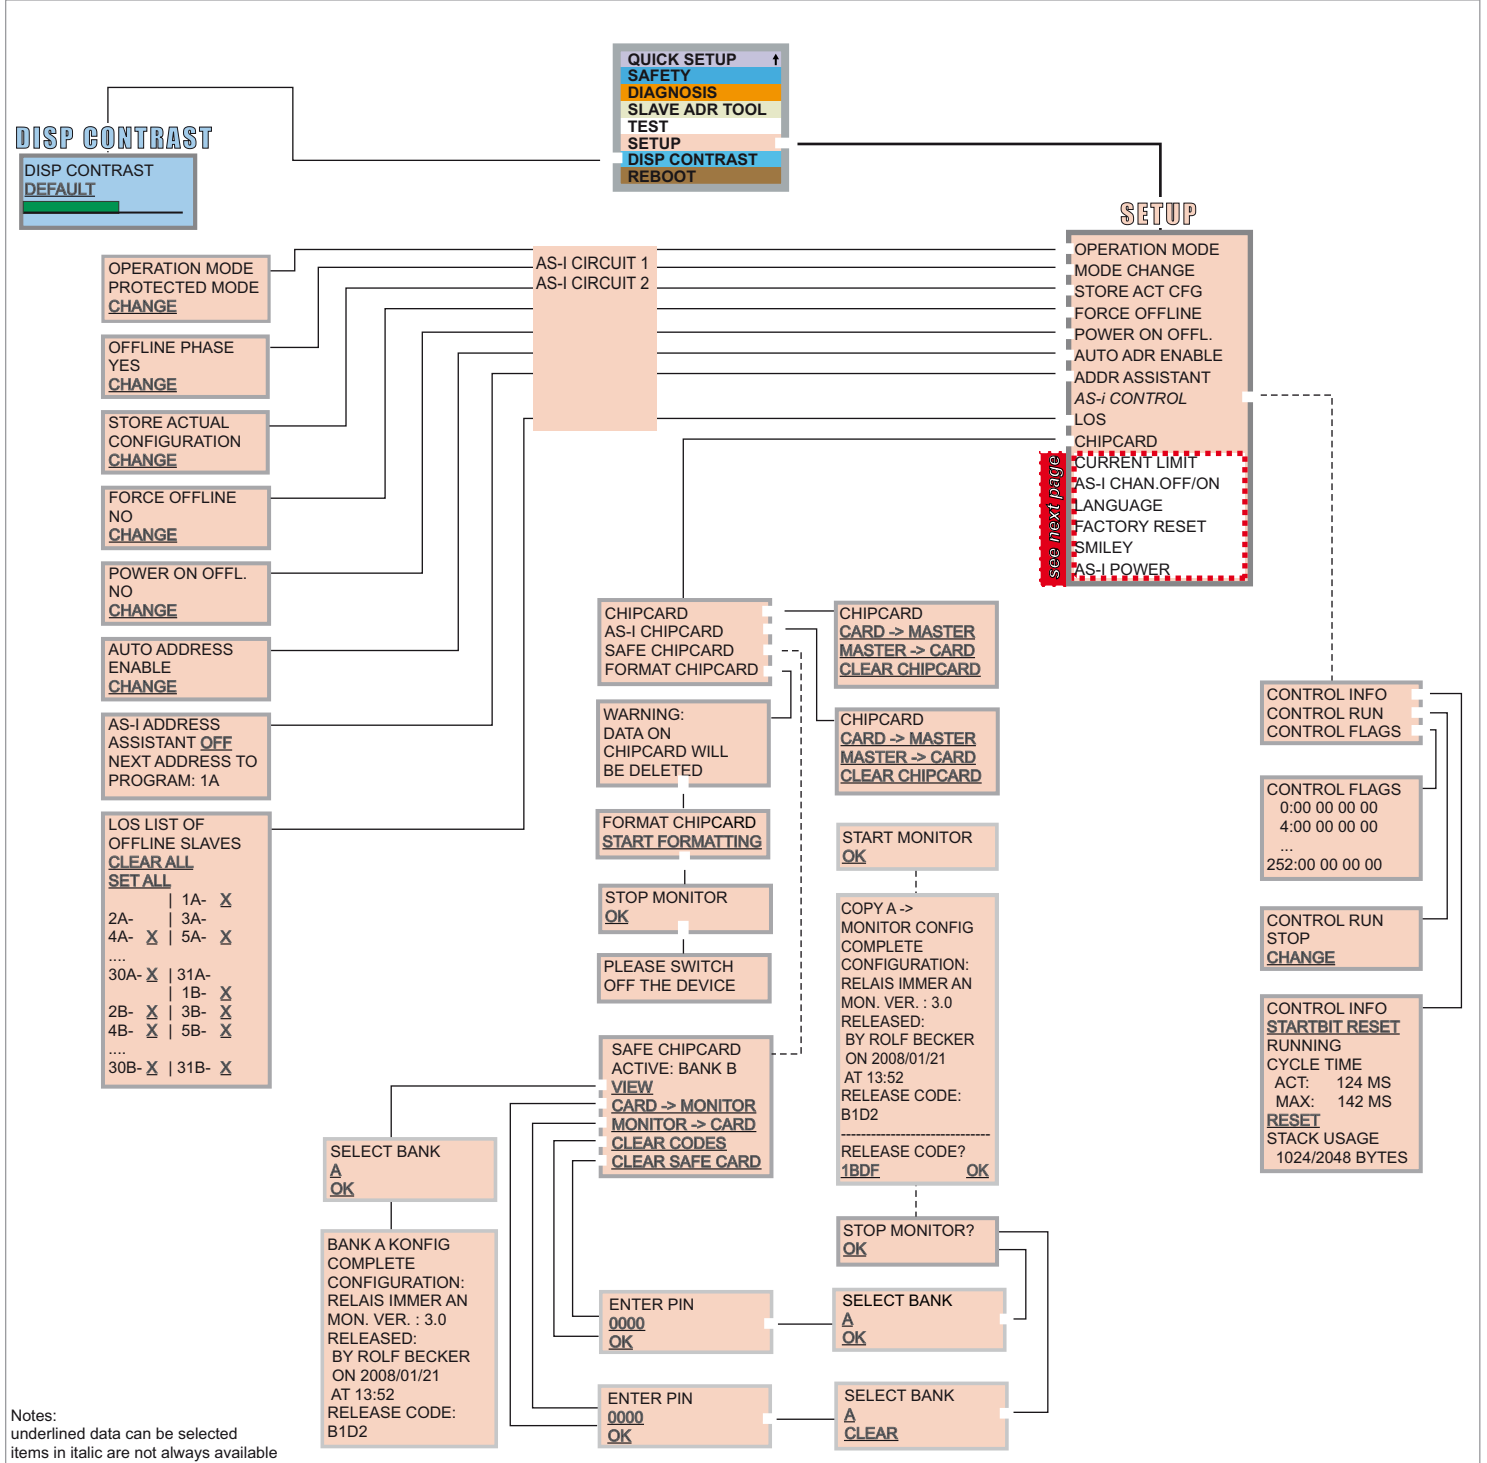 QUICK SETUP
SAFETY
DIAGNOSIS
SLAVE ADR TOOL
TEST
SETUP
DISP CONTRAST
REBOOT
DISP CONTRAST
DISP CONTRAST
DEFAULT
SETUP
OPERATION MODE
MODE CHANGE
STORE ACT CFG
FORCE OFFLINE
POWER ON OFFL.
AUTO ADR ENABLE
ADDR ASSISTANT
AS-i CONTROL
LOS
CHIPCARD
CURRENT LIMIT
AS-I CHAN.OFF/ON
LANGUAGE
FACTORY RESET
SMILEY
AS-I POWER
see next page
AS-I CIRCUIT 1
AS-I CIRCUIT 2
OPERATION MODE
PROTECTED MODE
CHANGE
OFFLINE PHASE
YES
CHANGE
STORE ACTUAL
CONFIGURATION
CHANGE
FORCE OFFLINE
NO
CHANGE
POWER ON OFFL.
NO
CHANGE
AUTO ADDRESS
ENABLE
CHANGE
AS-I ADDRESS
ASSISTANT OFF
NEXT ADDRESS TO
PROGRAM: 1A
LOS LIST OF
OFFLINE SLAVES
CLEAR ALL
SET ALL
| 1A- X
2A- | 3A-
4A- X | 5A- X
....
30A- X | 31A-
| 1B- X
2B- X | 3B- X
4B- X | 5B- X
....
30B- X | 31B- X
CHIPCARD
AS-I CHIPCARD
SAFE CHIPCARD
FORMAT CHIPCARD
CHIPCARD
CARD -> MASTER
MASTER -> CARD
CLEAR CHIPCARD
CHIPCARD
CARD -> MASTER
MASTER -> CARD
CLEAR CHIPCARD
WARNING:
DATA ON
CHIPCARD WILL
BE DELETED
FORMAT CHIPCARD
START FORMATTING
STOP MONITOR
OK
PLEASE SWITCH
OFF THE DEVICE
SAFE CHIPCARD
ACTIVE: BANK B
VIEW
CARD -> MONITOR
MONITOR -> CARD
CLEAR CODES
CLEAR SAFE CARD
SELECT BANK
A
OK
BANK A KONFIG
COMPLETE
CONFIGURATION:
RELAIS IMMER AN
MON. VER. : 3.0
RELEASED:
BY ROLF BECKER
ON 2008/01/21
AT 13:52
RELEASE CODE:
B1D2
START MONITOR
OK
COPY A ->
MONITOR CONFIG
COMPLETE
CONFIGURATION:
RELAIS IMMER AN
MON. VER. : 3.0
RELEASED:
BY ROLF BECKER
ON 2008/01/21
AT 13:52
RELEASE CODE:
B1D2
-------------------------------
RELEASE CODE?
1BDF OK
STOP MONITOR?
OK
ENTER PIN
0000
OK
SELECT BANK
A
OK
ENTER PIN
0000
OK
SELECT BANK
A
CLEAR
CONTROL INFO
CONTROL RUN
CONTROL FLAGS
CONTROL FLAGS
0:00 00 00 00
4:00 00 00 00
...
252:00 00 00 00
CONTROL RUN
STOP
CHANGE
CONTROL INFO
STARTBIT RESET
RUNNING
CYCLE TIME
ACT: 124 MS
MAX: 142 MS
RESET
STACK USAGE
1024/2048 BYTES
Notes:
underlined data can be selected
items in italic are not always available